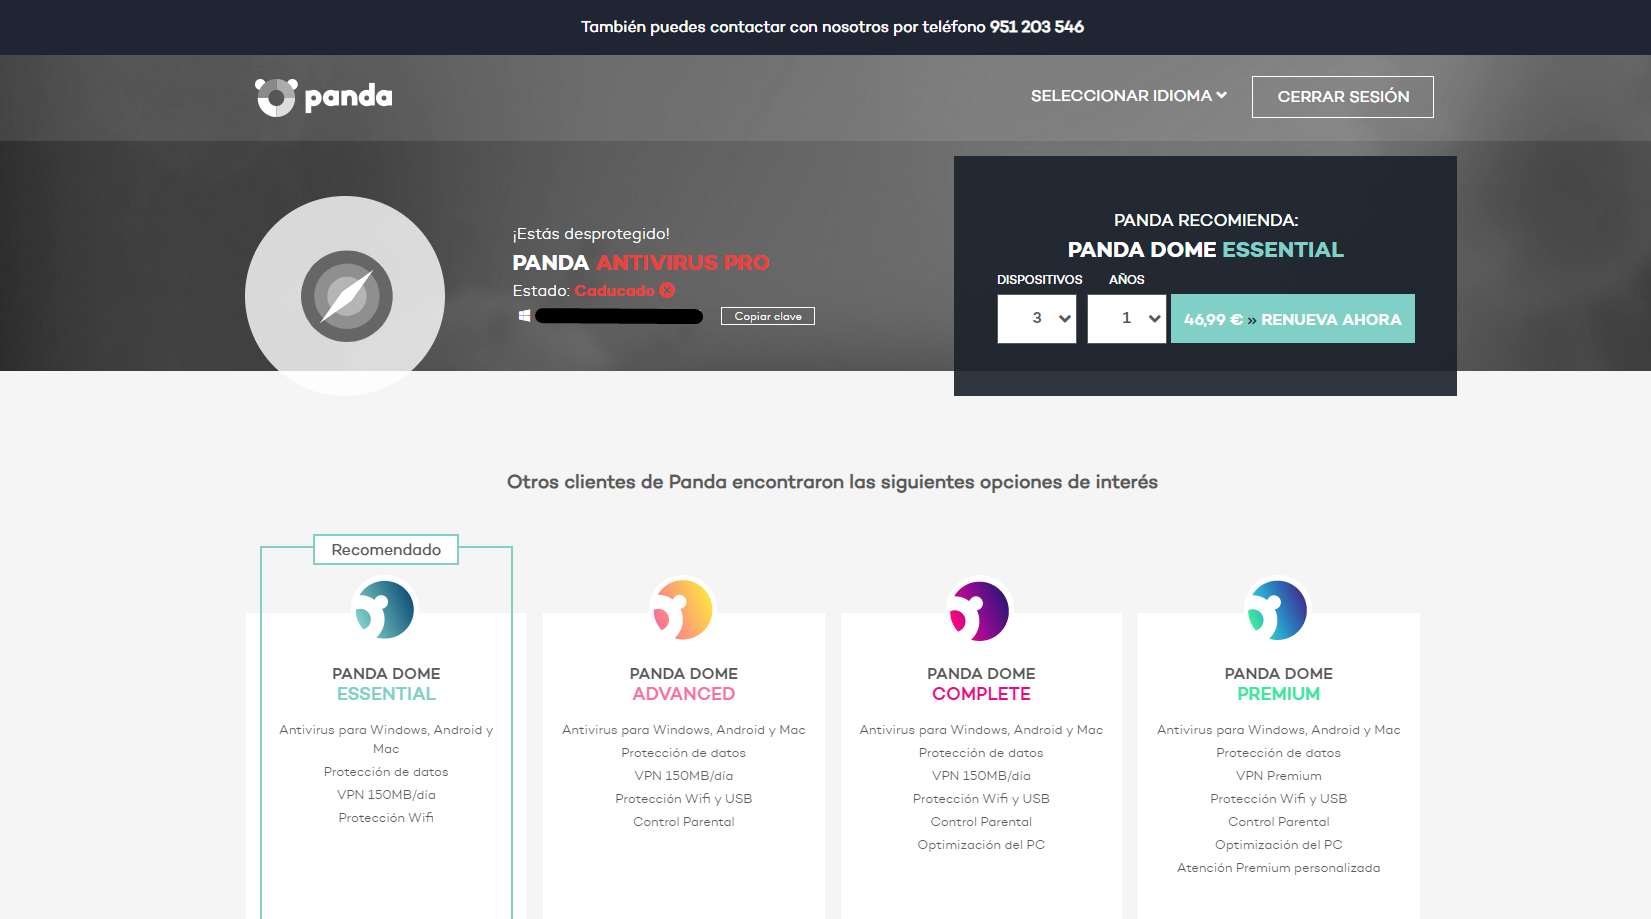 También puedes contactar con nosotros por teléfono 951 203 546
panda
SELECCIONAR IDIOMA
CERRAR SESIÓN
¡Estás desprotegido!
PANDA ANTIVIRUS PRO
Estado: Caducado
Copiar clave
PANDA RECOMIENDA:
PANDA DOME ESSENTIAL
DISPOSITIVOS AÑOS
3 1 46,99 € » RENUEVA AHORA
Otros clientes de Panda encontraron las siguientes opciones de interés
Recomendado
PANDA DOME
ESSENTIAL
Antivirus para Windows, Android y
Mac
Protección de datos
VPN 150MB/día
Protección Wifi
PANDA DOME
ADVANCED
Antivirus para Windows, Android y Mac
Protección de datos
VPN 150MB/día
Protección Wifi y USB
Control Parental
PANDA DOME
COMPLETE
Antivirus para Windows, Android y Mac
Protección de datos
VPN 150MB/día
Protección Wifi y USB
Control Parental
Optimización del PC
PANDA DOME
PREMIUM
Antivirus para Windows, Android y Mac
Protección de datos
VPN Premium
Protección Wifi y USB
Control Parental
Optimización del PC
Atención Premium personalizada